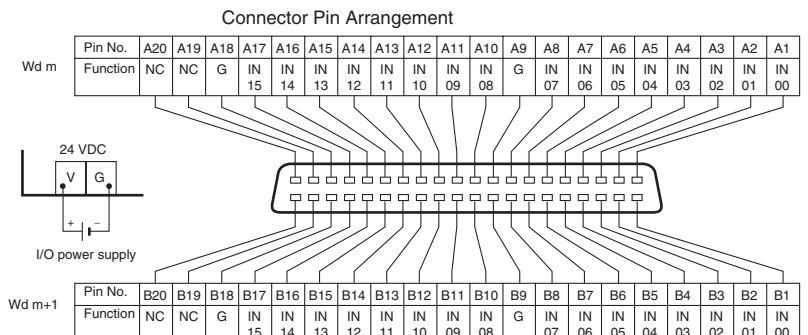 Connector Pin Arrangement
Wd m
Pin No. A20 A19 A18 A17 A16 A15 A14 A13 A12 A11 A10 A9 A8 A7 A6 A5 A4 A3 A2 A1
Function NC NC G IN 15 IN 14 IN 13 IN 12 IN 11 IN 10 IN 09 IN 08 G IN 07 IN 06 IN 05 IN 04 IN 03 IN 02 IN 01 IN 00
24 VDC
V G
+ −
I/O power supply
Wd m+1
Pin No. B20 B19 B18 B17 B16 B15 B14 B13 B12 B11 B10 B9 B8 B7 B6 B5 B4 B3 B2 B1
Function NC NC G IN 15 IN 14 IN 13 IN 12 IN 11 IN 10 IN 09 IN 08 G IN 07 IN 06 IN 05 IN 04 IN 03 IN 02 IN 01 IN 00